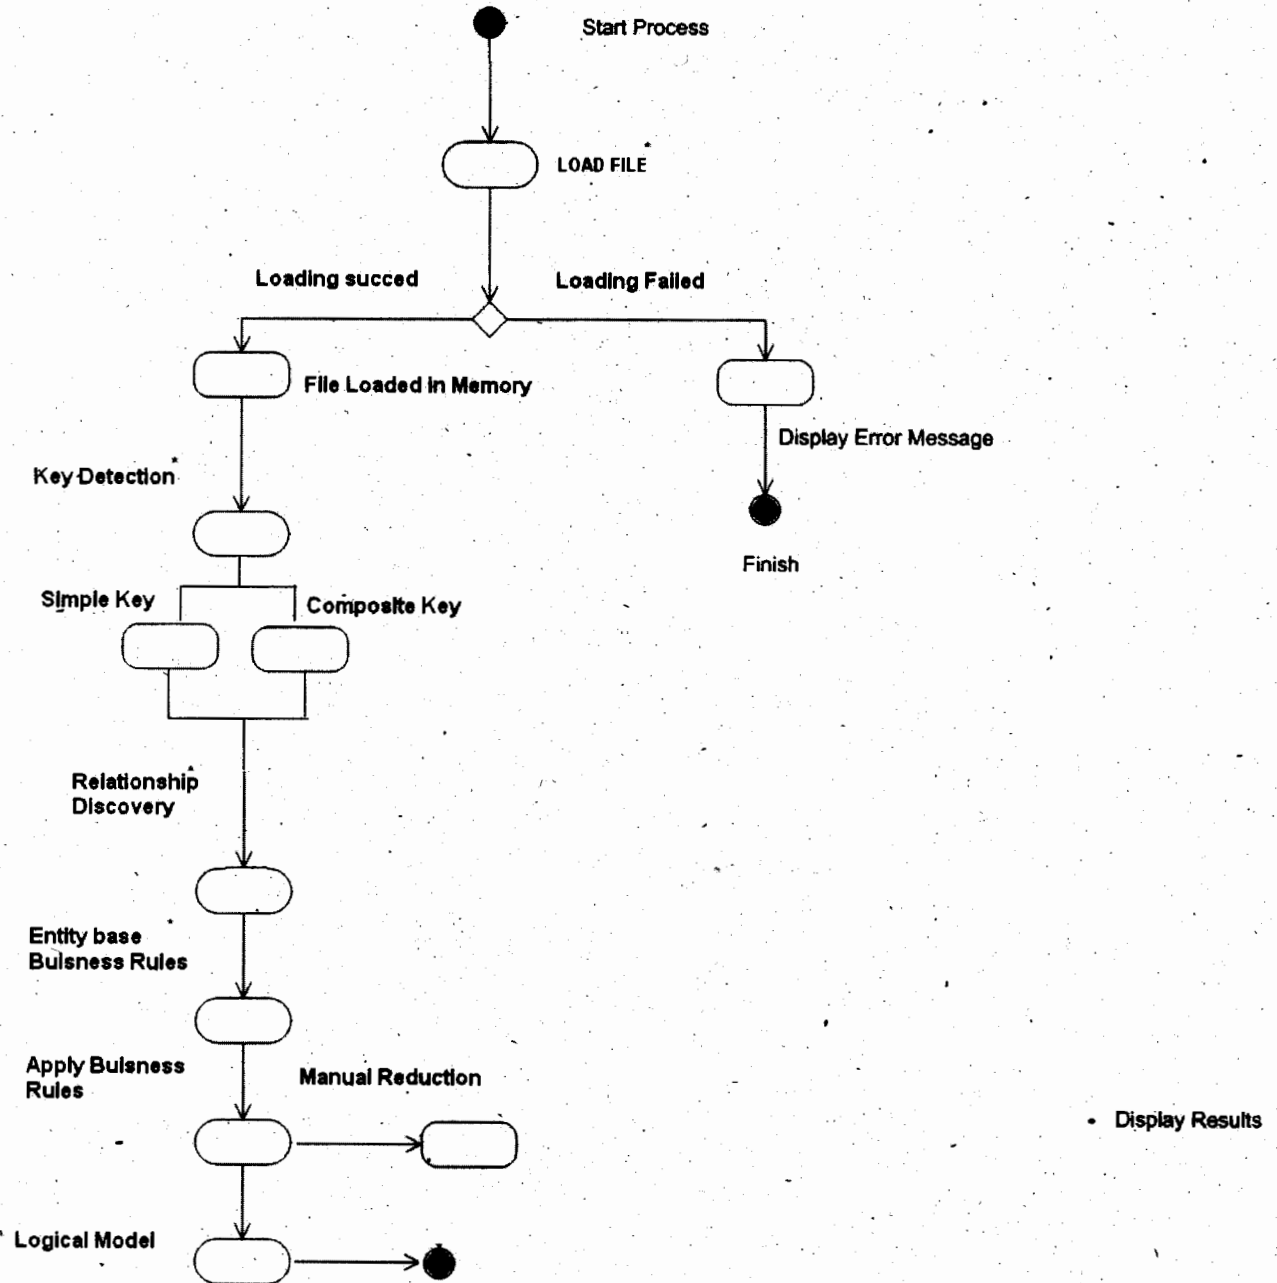 Start Process
LOAD FILE*
Loading succed
Loading Failed
File Loaded in Memory
Display Error Message
Key Detection*
Finish
Simple Key
Composite Key
Relationship
Discovery
Entity base
Buisness Rules
Apply Buisness
Rules
Manual Reduction
• Display Results
Logical Model